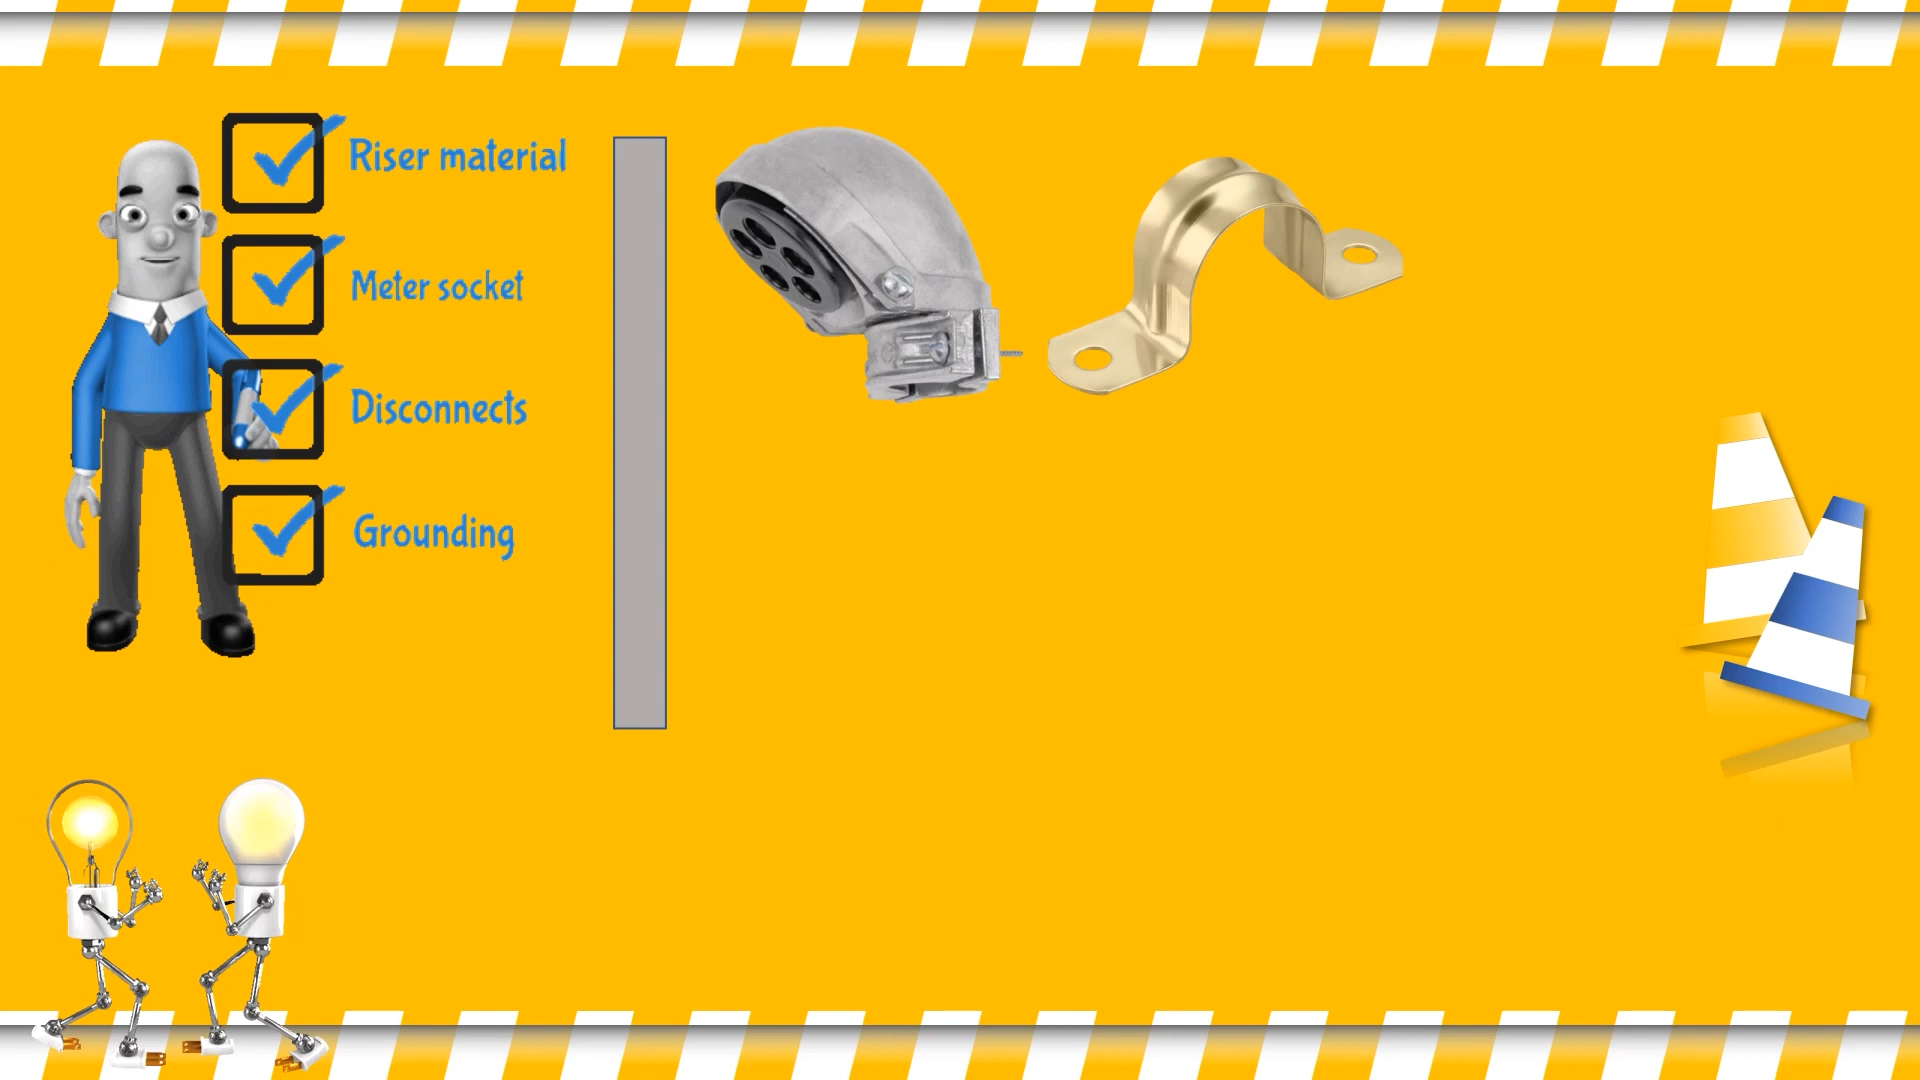 Riser material
Meter socket
Disconnects
Grounding